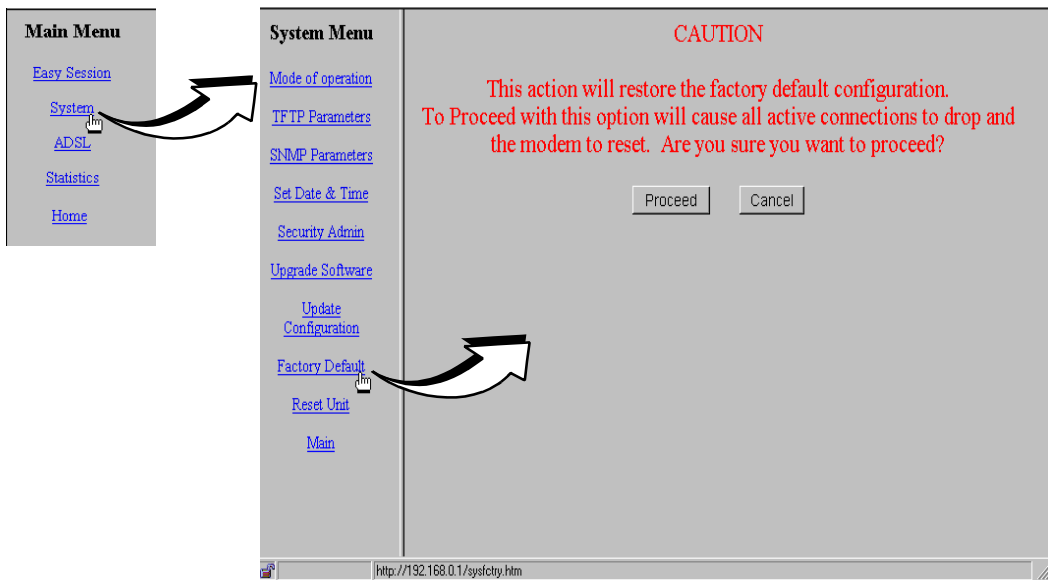 Main Menu
Easy Session
System
ADSL
Statistics
Home
System Menu
Mode of operation
TFTP Parameters
SNMP Parameters
Set Date & Time
Security Admin
Upgrade Software
Update
Configuration
Factory Default
Reset Unit
Main
CAUTION
This action will restore the factory default configuration.
To Proceed with this option will cause all active connections to drop and
the modem to reset.  Are you sure you want to proceed?
Proceed
Cancel
http://192.168.0.1/sysfctry.htm